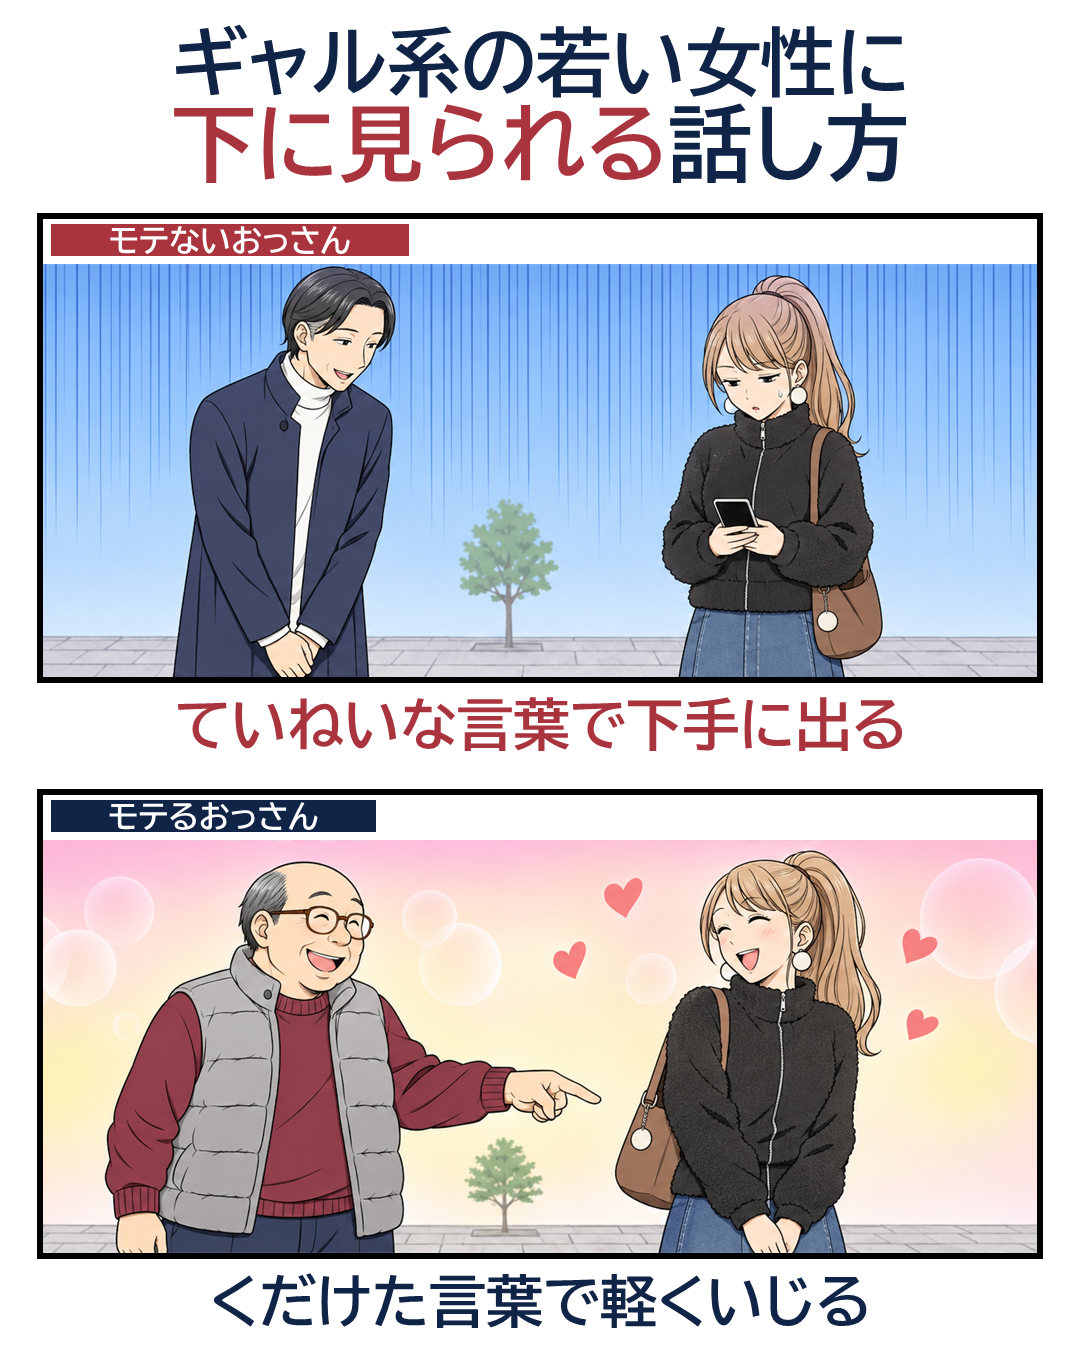 ギャル系の若い女性に
下に見られる話し方
モテないおっさん
ていねいな言葉で下手に出る
モテるおっさん
くだけた言葉で軽くいじる